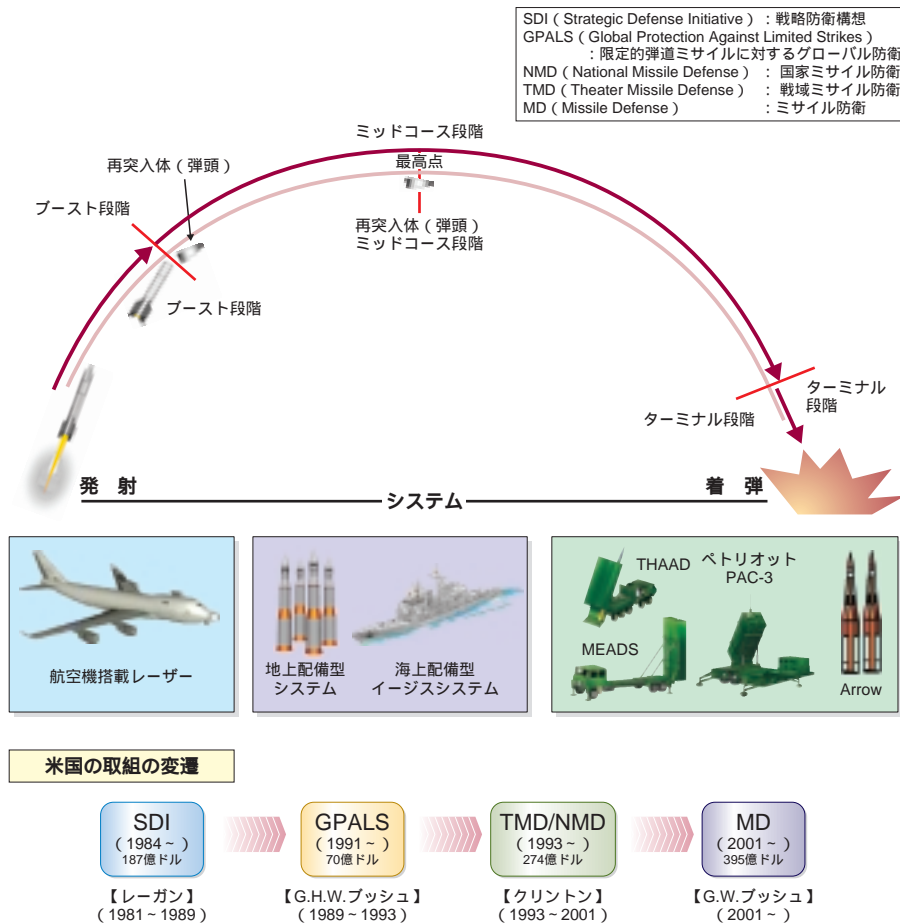 SDI ( Strategic Defense Initiative ) : 戦略防衛構想
GPALS ( Global Protection Against Limited Strikes )
: 限定的弾道ミサイルに対するグローバル防衛
NMD ( National Missile Defense ) : 国家ミサイル防衛
TMD ( Theater Missile Defense ) : 戦域ミサイル防衛
MD ( Missile Defense ) : ミサイル防衛
ミッドコース段階
再突入体(弾頭)
最高点
ブースト段階
再突入体(弾頭)
ミッドコース段階
ブースト段階
ターミナル
段階
ターミナル段階
発 射
システム
着 弾
航空機搭載レーザー
地上配備型
システム
海上配備型
イージスシステム
THAAD
ペトリオット
PAC-3
MEADS
Arrow
米国の取組の変遷
SDI
(1984~)
187億ドル
GPALS
(1991~)
70億ドル
TMD/NMD
(1993~)
274億ドル
MD
(2001~)
395億ドル
【レーガン】
(1981~1989)
【G.H.W.ブッシュ】
(1989~1993)
【クリントン】
(1993~2001)
【G.W.ブッシュ】
(2001~)